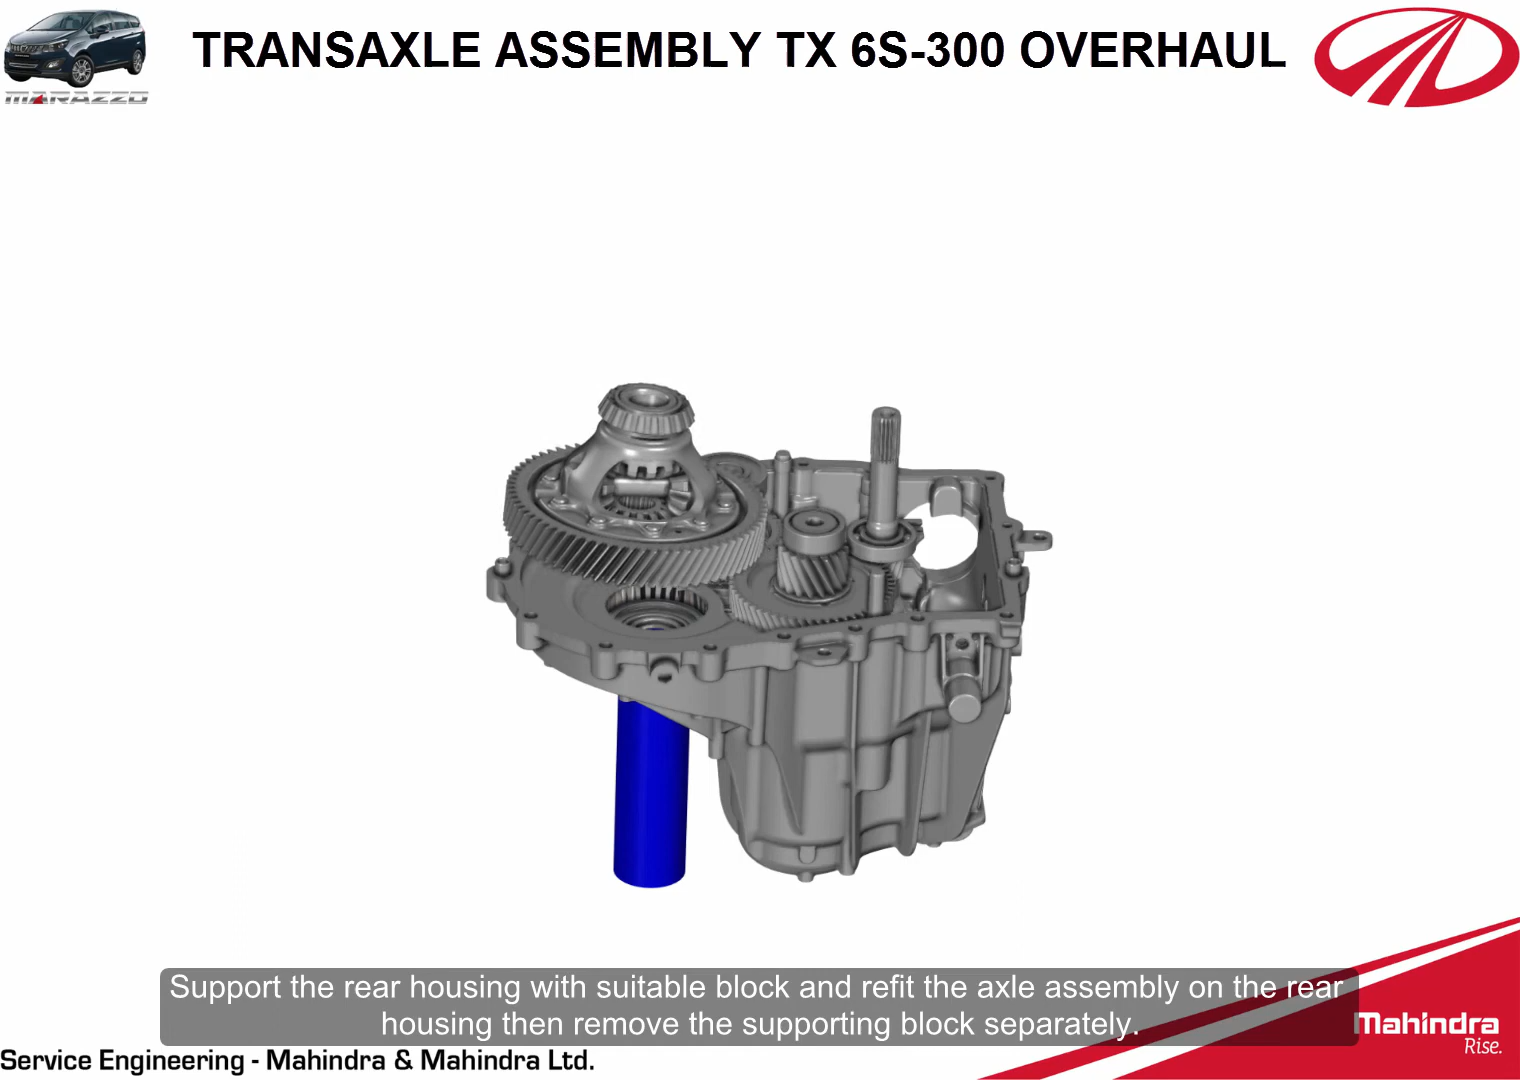 TRANSAXLE ASSEMBLY TX 6S-300 OVERHAUL
MARAZZO
Support the rear housing with suitable block and refit the axle assembly on the rear
housing then remove the supporting block separately.
Mahindra
Rise.
Service Engineering - Mahindra & Mahindra Ltd.